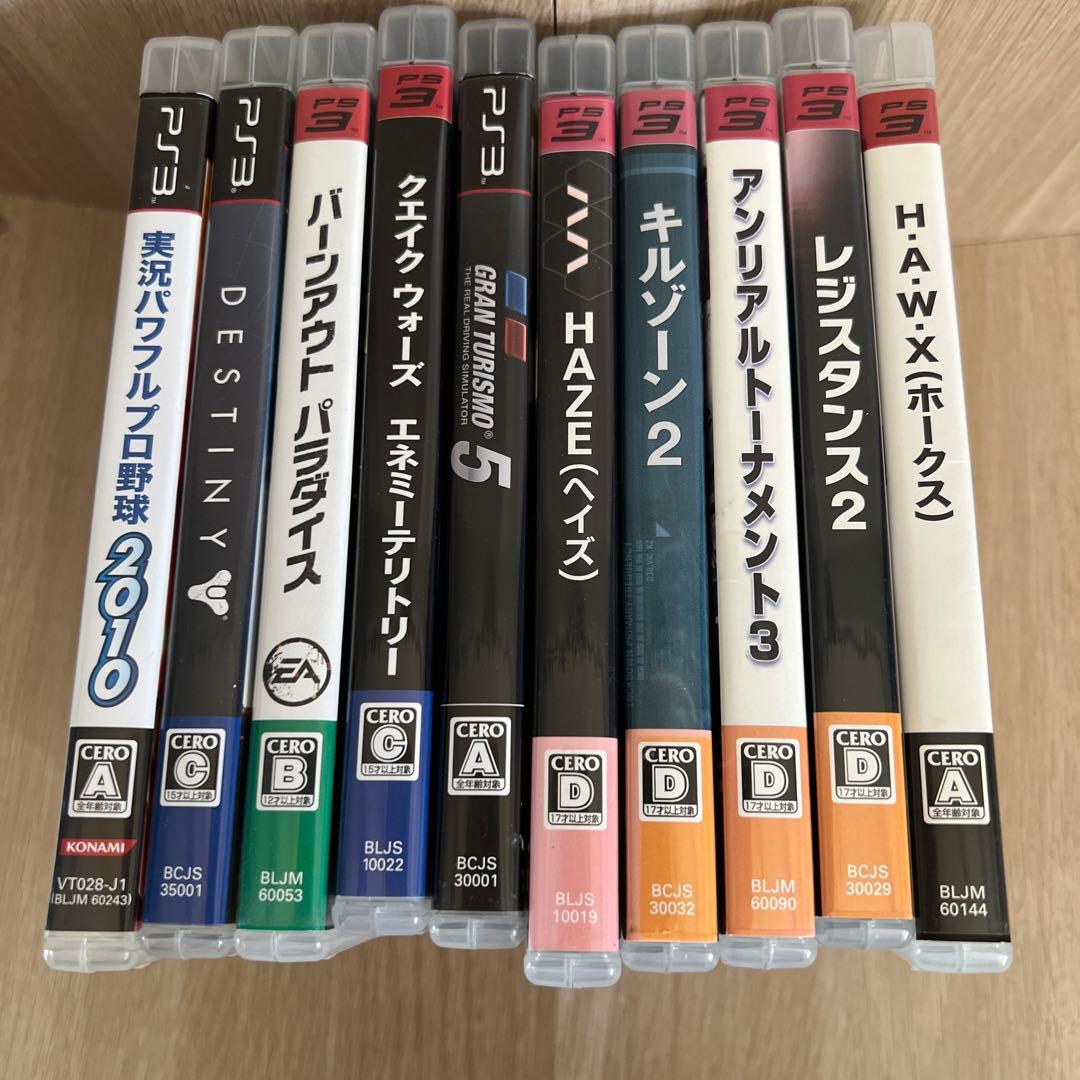 PS3
実況パワフルプロ野球2010
CERO
A
全年齢対象
KONAMI
VT028-J1
(BLJM 60243)
PS3
DESTINY
CERO
C
15才以上対象
BCJS
35001
PS3
バーンアウト パラダイス
EA
CERO
B
12才以上対象
BLJM
60053
PS3
クエイク ウォーズ エネミーテリトリー
CERO
C
15才以上対象
BLJS
10022
PS3
GRAN TURISMO 5
THE REAL DRIVING SIMULATOR
CERO
A
全年齢対象
BCJS
30001
PS3
HAZE(ヘイズ)
CERO
D
17才以上対象
BLJS
10019
PS3
キルゾーン2
CERO
D
17才以上対象
BCJS
30032
PS3
アンリアルトーナメント3
CERO
D
17才以上対象
BLJM
60090
レジスタンス2
CERO
D
17才以上対象
BCJS
30029
PS3
H・A・W・X(ホークス)
CERO
A
全年齢対象
BLJM
60144